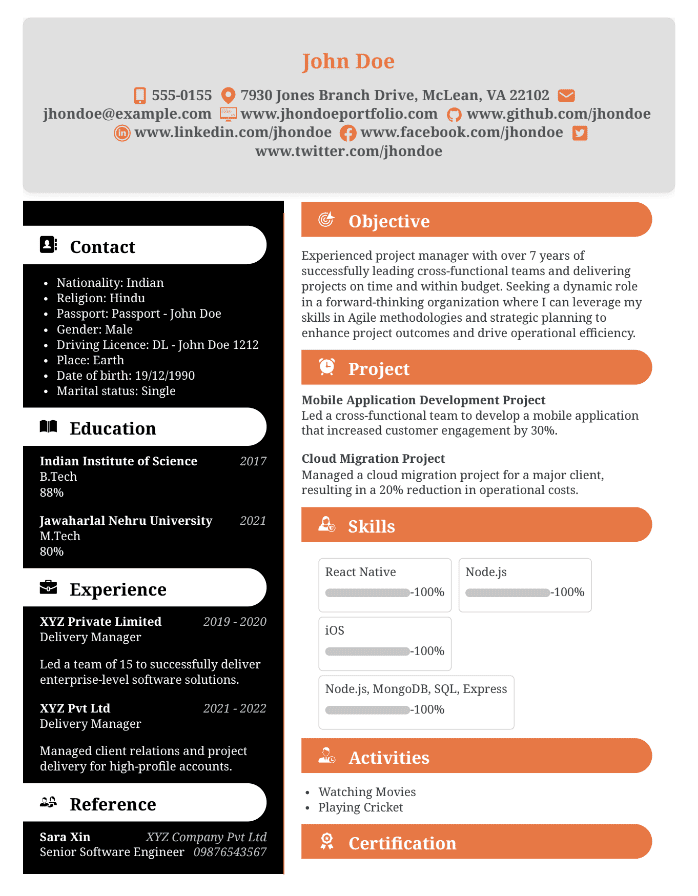 John Doe
555-0155 7930 Jones Branch Drive, McLean, VA 22102
jhondoe@example.com www.jhondoeportfolio.com www.github.com/jhondoe
www.linkedin.com/jhondoe www.facebook.com/jhondoe
www.twitter.com/jhondoe
Contact
• Nationality: Indian
• Religion: Hindu
• Passport: Passport - John Doe
• Gender: Male
• Driving Licence: DL - John Doe 1212
• Place: Earth
• Date of birth: 19/12/1990
• Marital status: Single
Education
Indian Institute of Science 2017
B.Tech
88%
Jawaharlal Nehru University 2021
M.Tech
80%
Experience
XYZ Private Limited 2019 - 2020
Delivery Manager
Led a team of 15 to successfully deliver
enterprise-level software solutions.
XYZ Pvt Ltd 2021 - 2022
Delivery Manager
Managed client relations and project
delivery for high-profile accounts.
Reference
Sara Xin XYZ Company Pvt Ltd
Senior Software Engineer 09876543567
Objective
Experienced project manager with over 7 years of
successfully leading cross-functional teams and delivering
projects on time and within budget. Seeking a dynamic role
in a forward-thinking organization where I can leverage my
skills in Agile methodologies and strategic planning to
enhance project outcomes and drive operational efficiency.
Project
Mobile Application Development Project
Led a cross-functional team to develop a mobile application
that increased customer engagement by 30%.
Cloud Migration Project
Managed a cloud migration project for a major client,
resulting in a 20% reduction in operational costs.
Skills
React Native
-100%
Node.js
-100%
iOS
-100%
Node.js, MongoDB, SQL, Express
-100%
Activities
• Watching Movies
• Playing Cricket
Certification